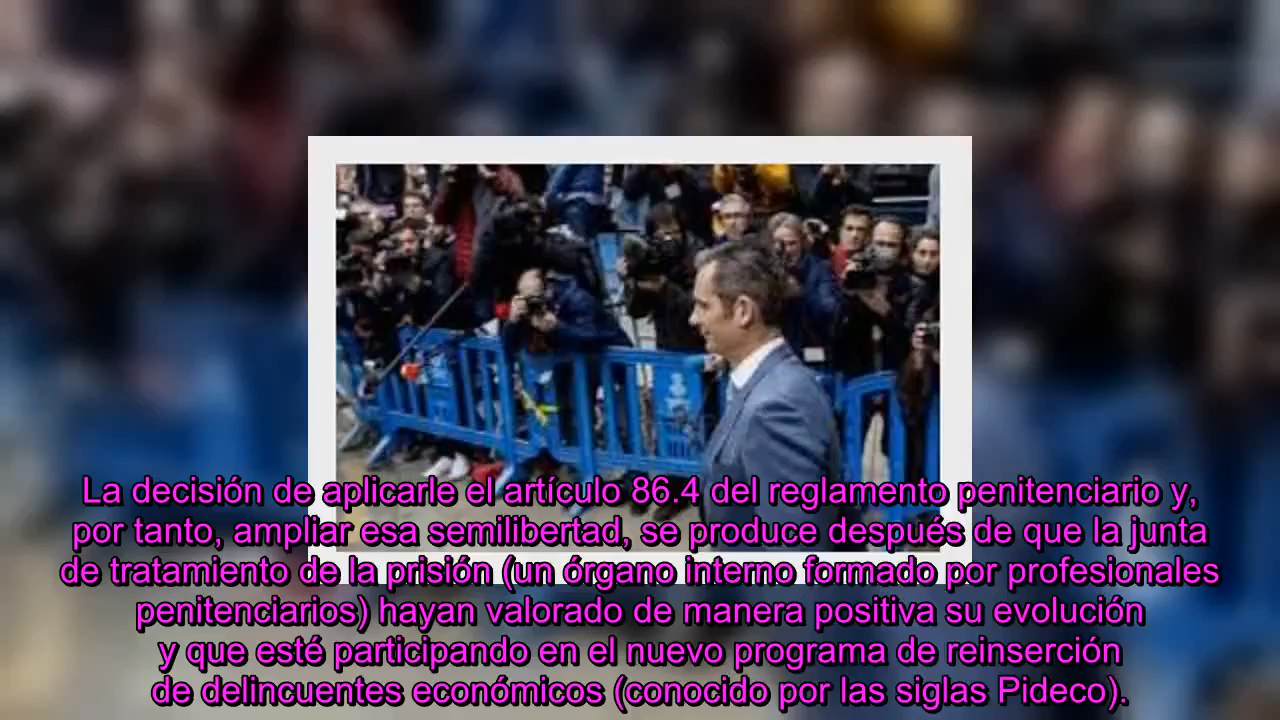 La decisión de aplicarle el artículo 86.4 del reglamento penitenciario y,
por tanto, ampliar esa semilibertad, se produce después de que la junta
de tratamiento de la prisión (un órgano interno formado por profesionales
penitenciarios) hayan valorado de manera positiva su evolución
y que esté participando en el nuevo programa de reinserción
de delincuentes económicos (conocido por las siglas Pideco).